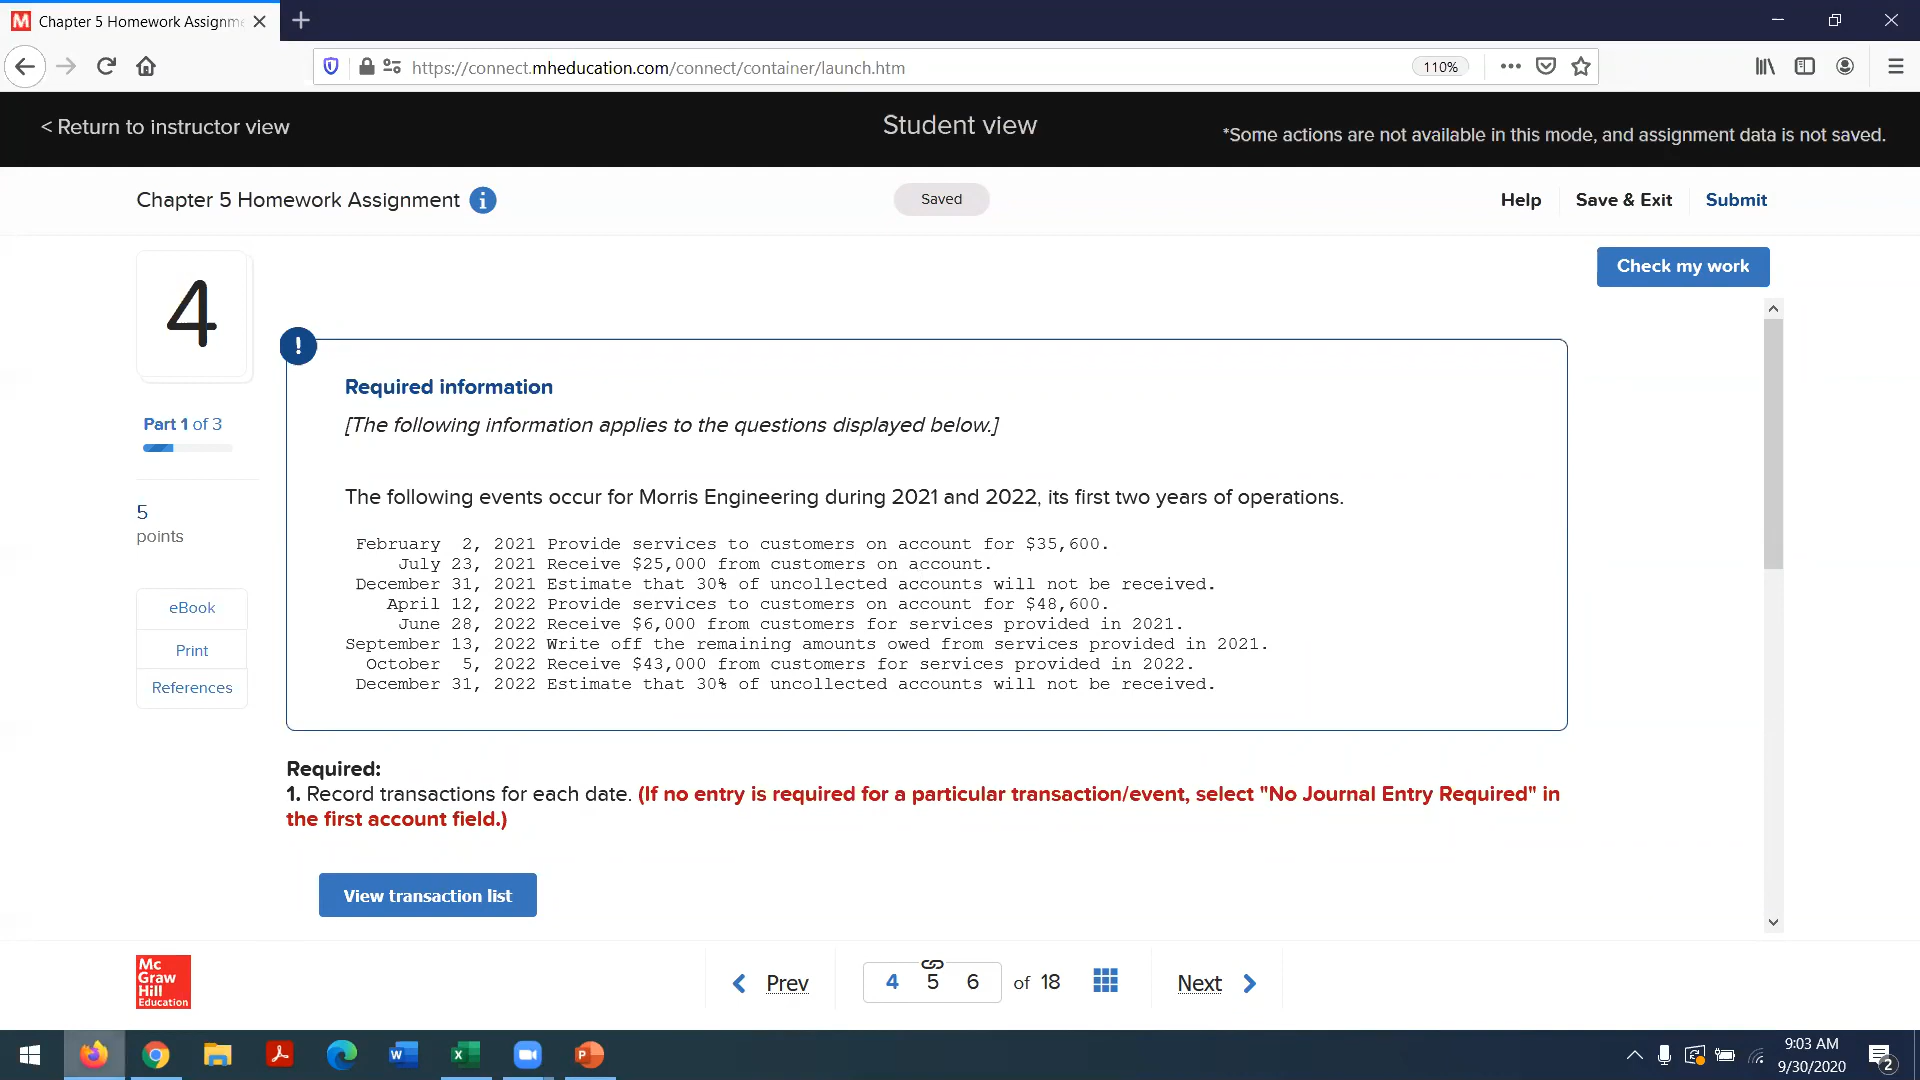 Chapter 5 Homework Assignme
https://connect.mheducation.com/connect/container/launch.htm
110%
< Return to instructor view
Student view
*Some actions are not available in this mode, and assignment data is not saved.
Chapter 5 Homework Assignment
Saved
Help
Save & Exit
Submit
4
Check my work
Required information
[The following information applies to the questions displayed below.]
Part 1 of 3
The following events occur for Morris Engineering during 2021 and 2022, its first two years of operations.
5
points
February 2, 2021 Provide services to customers on account for $35,600.
July 23, 2021 Receive $25,000 from customers on account.
December 31, 2021 Estimate that 30% of uncollected accounts will not be received.
April 12, 2022 Provide services to customers on account for $48,600.
June 28, 2022 Receive $6,000 from customers for services provided in 2021.
September 13, 2022 Write off the remaining amounts owed from services provided in 2021.
October 5, 2022 Receive $43,000 from customers for services provided in 2022.
December 31, 2022 Estimate that 30% of uncollected accounts will not be received.
eBook
Print
References
Required:
1. Record transactions for each date. (If no entry is required for a particular transaction/event, select "No Journal Entry Required" in
the first account field.)
View transaction list
Mc
Graw
Hill
Education
Prev
4 5 6 of 18
Next
9:03 AM
9/30/2020
2